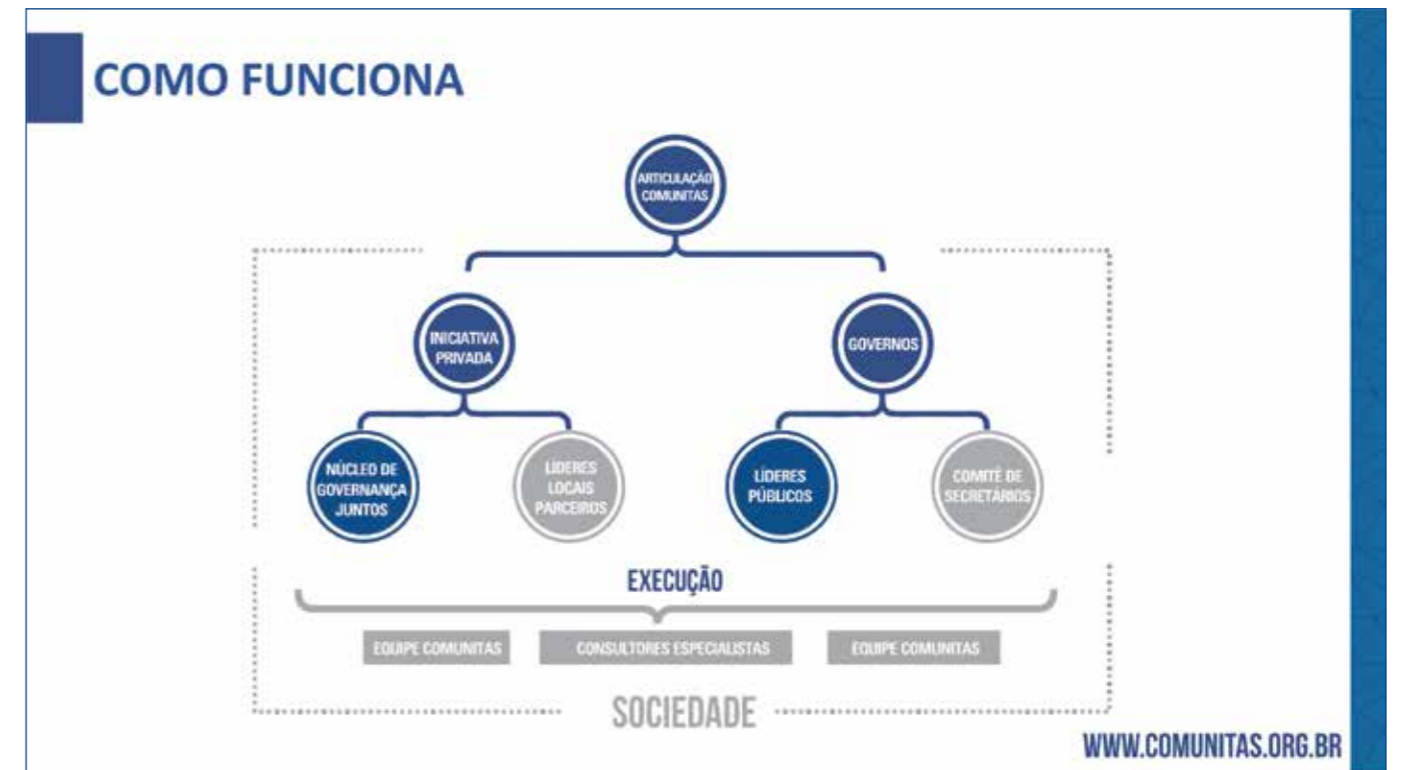 COMO FUNCIONA
ARTICULAÇÃO
COMUNITAS
INICIATIVA
PRIVADA
GOVERNOS
NÚCLEO DE
GOVERNANÇA
JUNTOS
LÍDERES
LOCAIS
PARCEIROS
LÍDERES
PÚBLICOS
COMITÊ DE
SECRETÁRIOS
EXECUÇÃO
EQUIPE COMUNITAS
CONSULTORES ESPECIALISTAS
EQUIPE COMUNITAS
SOCIEDADE
WWW.COMUNITAS.ORG.BR